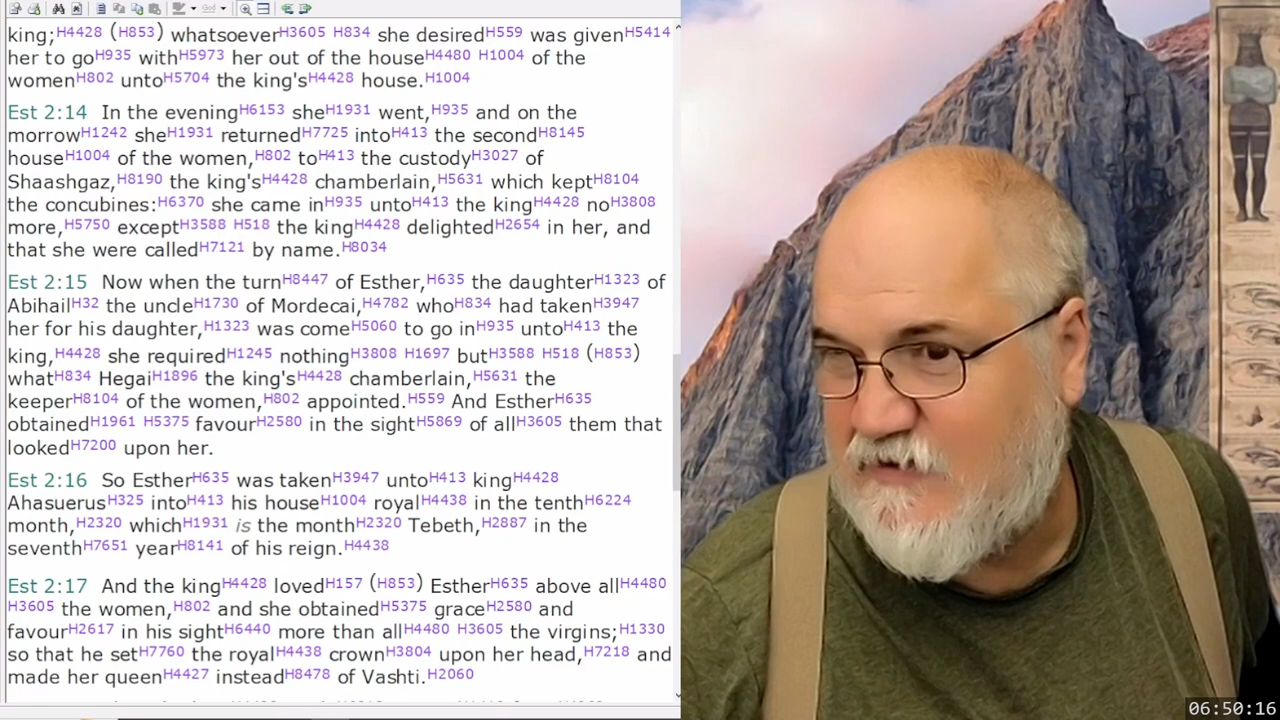 king;H4428 (H853) whatsoeverH3605 H834 she desiredH559 was givenH5414
her to goH935 withH5973 her out of the houseH4480 H1004 of the
womenH802 untoH5704 the king'sH4428 house.H1004
Est 2:14 In the eveningH6153 sheH1931 went,H935 and on the
morrowH1242 sheH1931 returnedH7725 intoH413 the secondH8145
houseH1004 of the women,H802 toH413 the custodyH3027 of
Shaashgaz,H8190 the king'sH4428 chamberlain,H5631 which keptH8104
the concubines:H6370 she came inH935 untoH413 the kingH4428 noH3808
more,H5750 exceptH3588 H518 the kingH4428 delightedH2654 in her, and
that she were calledH7121 by name.H8034
Est 2:15 Now when the turnH8447 of Esther,H635 the daughterH1323 of
AbihailH32 the uncleH1730 of Mordecai,H4782 whoH834 had takenH3947
her for his daughter,H1323 was comeH5060 to go inH935 untoH413 the
king,H4428 she requiredH1245 nothingH3808 H1697 butH3588 H518 (H853)
whatH834 HegaiH1896 the king'sH4428 chamberlain,H5631 the
keeperH8104 of the women,H802 appointed.H559 And EstherH635
obtainedH1961 H5375 favourH2580 in the sightH5869 of allH3605 them that
lookedH7200 upon her.
Est 2:16 So EstherH635 was takenH3947 untoH413 kingH4428
AhasuerusH325 intoH413 his houseH1004 royalH4438 in the tenthH6224
month,H2320 whichH1931 is the monthH2320 Tebeth,H2887 in the
seventhH7651 yearH8141 of his reign.H4438
Est 2:17 And the kingH4428 lovedH157 (H853) EstherH635 above allH4480
H3605 the women,H802 and she obtainedH5375 graceH2580 and
favourH2617 in his sightH6440 more than allH4480 H3605 the virgins;H1330
so that he setH7760 the royalH4438 crownH3804 upon her head,H7218 and
made her queenH4427 insteadH8478 of Vashti.H2060
06:50:16